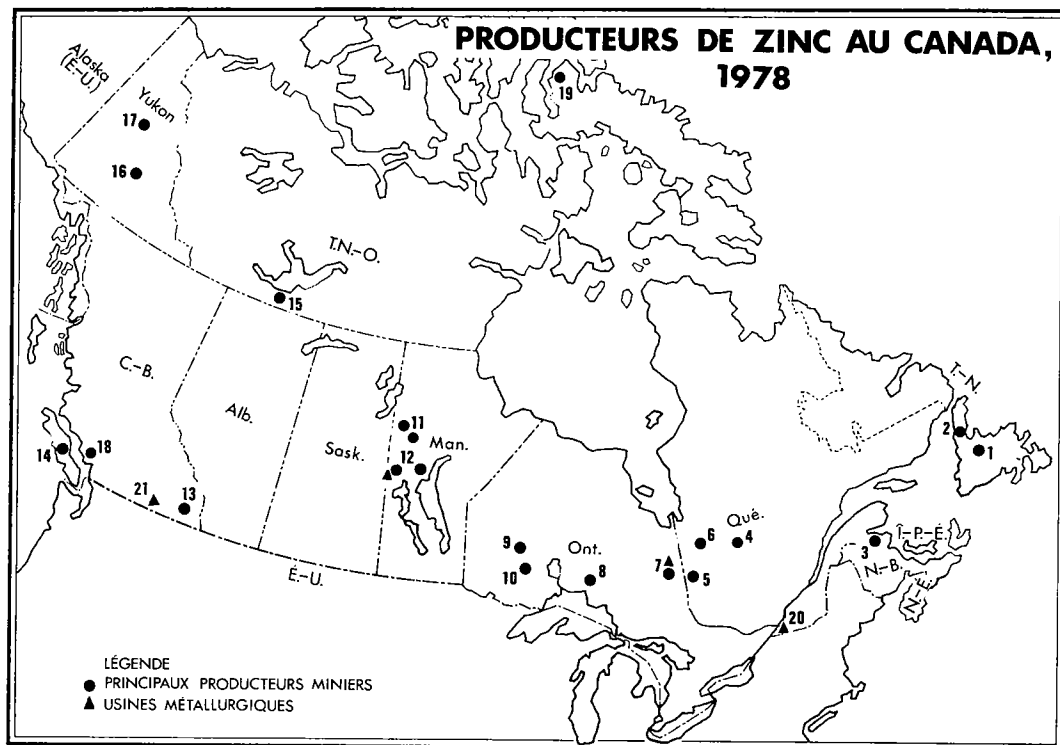 PRODUCTEURS DE ZINC AU CANADA,
1978
Alaska
(É.-U.)
Yukon
17
16
19
T.N.-O.
15
C.-B.
Alb.
Sask.
Man.
11
12
14
18
21
13
É.-U.
9
10
Ont.
8
7
6
Qué.
4
5
T.-N.
2
1
Î.-P.-É.
3
N.-B.
N.-É.
20
LÉGENDE
PRINCIPAUX PRODUCTEURS MINIERS
USINES MÉTALLURGIQUES